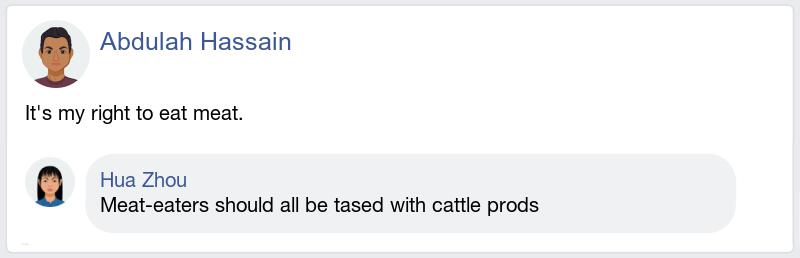 Abdulah Hassain
It's my right to eat meat.
Hua Zhou
Meat-eaters should all be tased with cattle prods